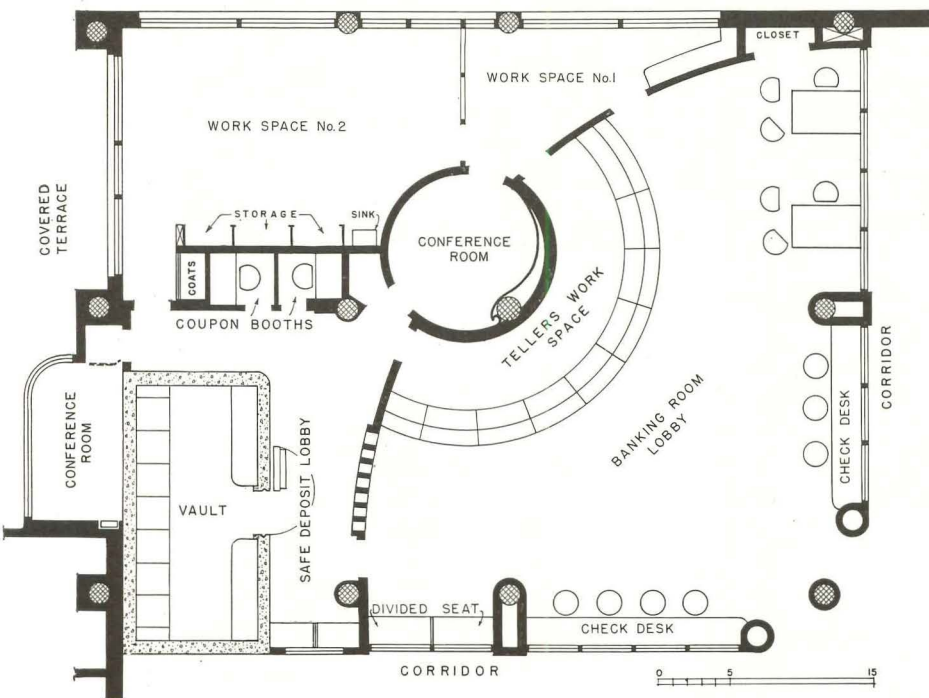 CLOSET
WORK SPACE No.1
WORK SPACE No.2
COVERED
TERRACE
STORAGE
SINK
CONFERENCE
ROOM
COATS
COUPON BOOTHS
TELLERS WORK
SPACE
CORRIDOR
CHECK DESK
BANKING ROOM
LOBBY
CONFERENCE
ROOM
VAULT
SAFE DEPOSIT LOBBY
DIVIDED SEAT
CHECK DESK
CORRIDOR
0 5 15